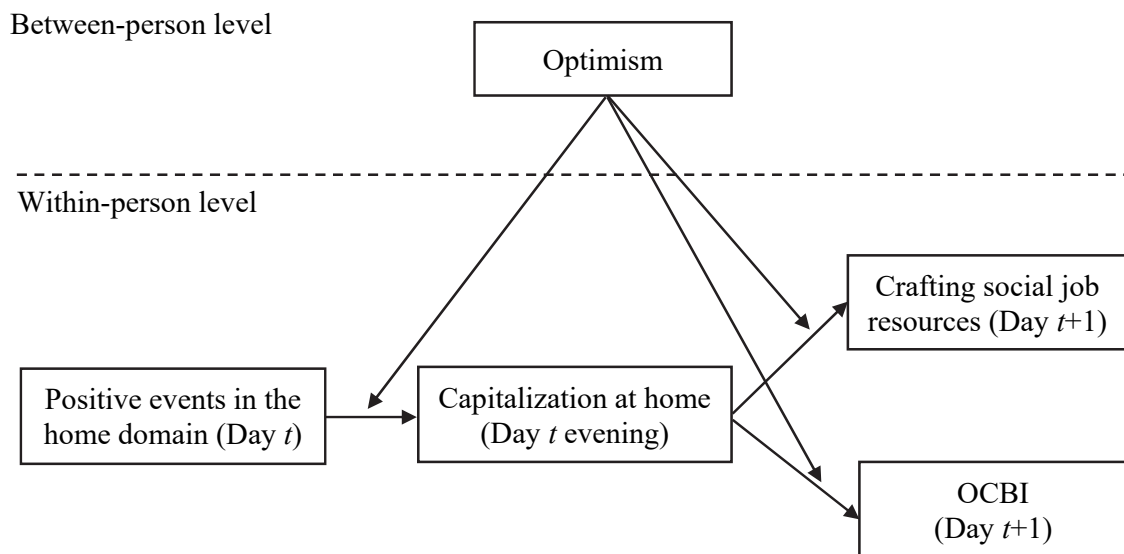 Between-person level
Optimism
Within-person level
Crafting social job
resources (Day t+1)
Positive events in the
home domain (Day t)
Capitalization at home
(Day t evening)
OCBI
(Day t+1)